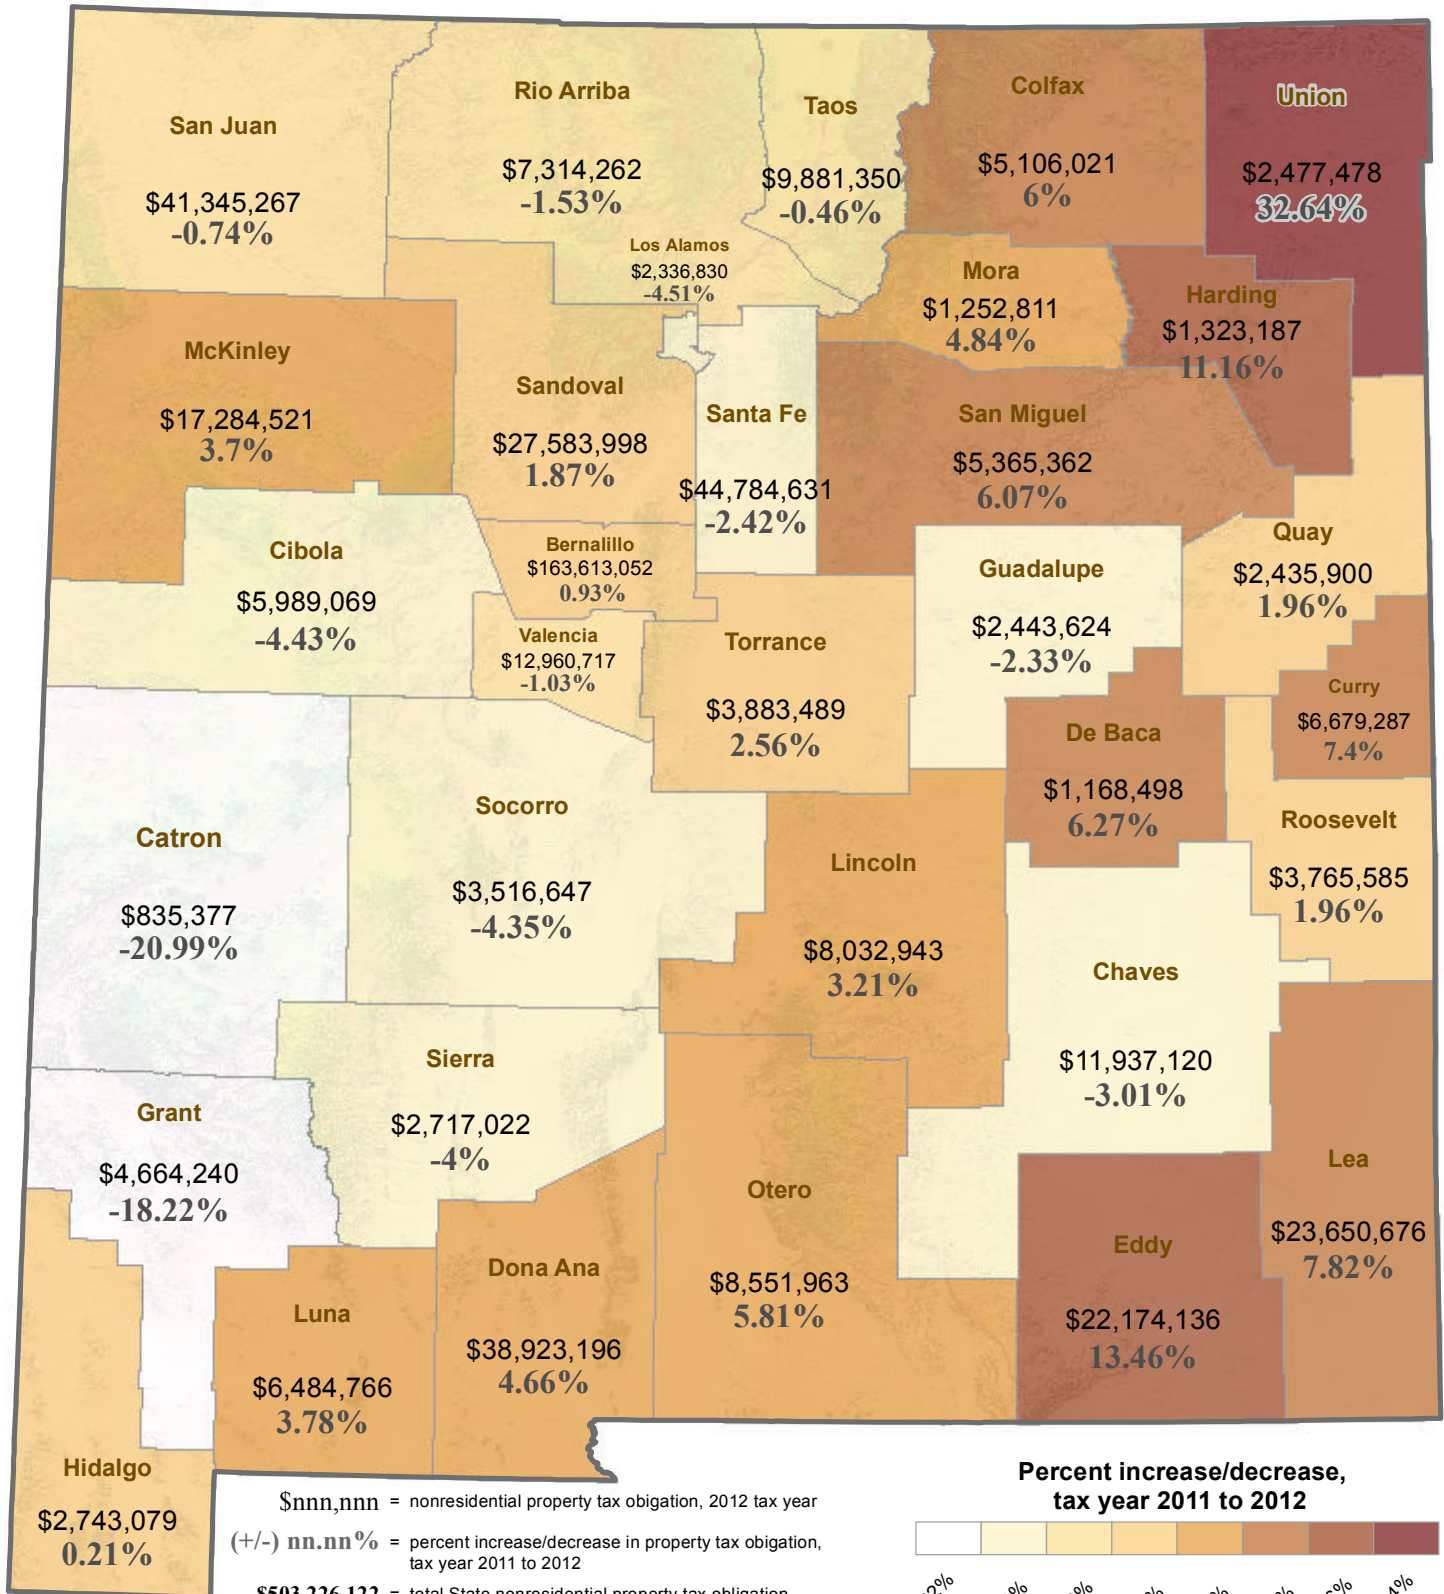 San Juan
$41,345,267
-0.74%
Rio Arriba
$7,314,262
-1.53%
Taos
$9,881,350
-0.46%
Colfax
$5,106,021
6%
Union
$2,477,478
32.64%
Los Alamos
$2,336,830
-4.51%
Mora
$1,252,811
4.84%
Harding
$1,323,187
11.16%
McKinley
$17,284,521
3.7%
Sandoval
$27,583,998
1.87%
Santa Fe
$44,784,631
-2.42%
San Miguel
$5,365,362
6.07%
Cibola
$5,989,069
-4.43%
Bernalillo
$163,613,052
0.93%
Guadalupe
$2,443,624
-2.33%
Quay
$2,435,900
1.96%
Valencia
$12,960,717
-1.03%
Torrance
$3,883,489
2.56%
Curry
$6,679,287
7.4%
De Baca
$1,168,498
6.27%
Catron
$835,377
-20.99%
Socorro
$3,516,647
-4.35%
Lincoln
$8,032,943
3.21%
Roosevelt
$3,765,585
1.96%
Chaves
$11,937,120
-3.01%
Sierra
$2,717,022
-4%
Grant
$4,664,240
-18.22%
Otero
$8,551,963
5.81%
Lea
$23,650,676
7.82%
Eddy
$22,174,136
13.46%
Dona Ana
$38,923,196
4.66%
Luna
$6,484,766
3.78%
Hidalgo
$2,743,079
0.21%
$nnn,nnn = nonresidential property tax obigation, 2012 tax year
(+/-) nn.nn% = percent increase/decrease in property tax obigation,
tax year 2011 to 2012
$503,226,122 = total State nonresidential property tax obligation
Percent increase/decrease,
tax year 2011 to 2012